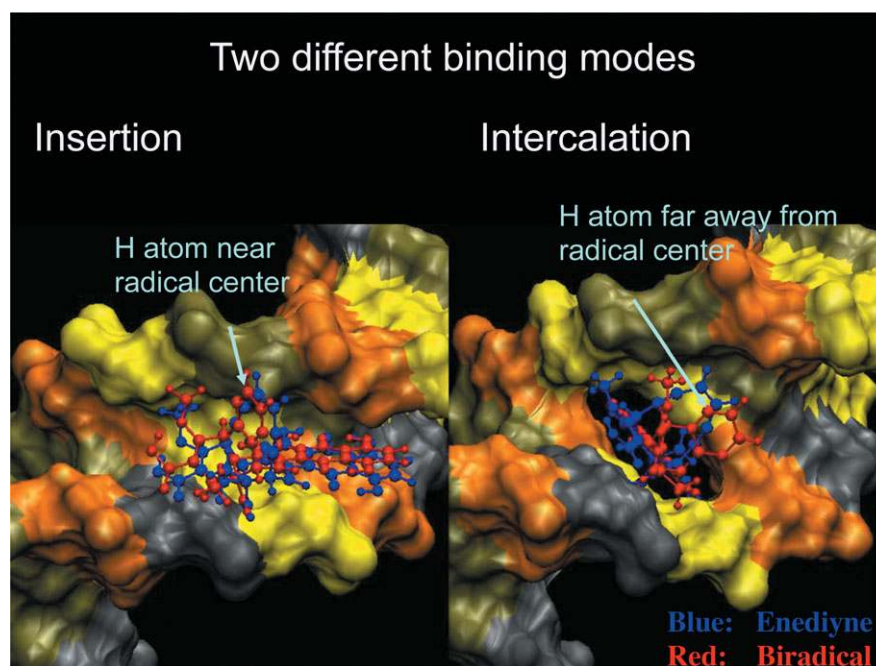 Two different binding modes
Insertion
Intercalation
H atom near
radical center
H atom far away from
radical center
Blue: Enediyne
Red: Biradical